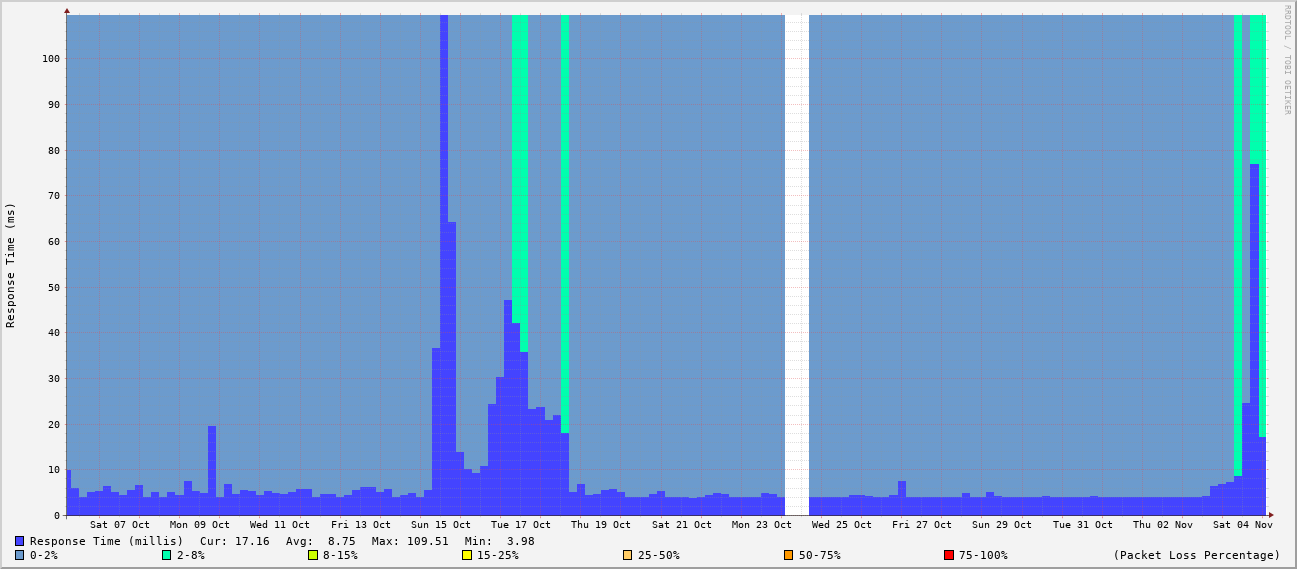 RRDTOOL / TOBI OETIKER
Response Time (ms)
100
90
80
70
60
50
40
30
20
10
0
Sat 07 Oct Mon 09 Oct Wed 11 Oct Fri 13 Oct Sun 15 Oct Tue 17 Oct Thu 19 Oct Sat 21 Oct Mon 23 Oct Wed 25 Oct Fri 27 Oct Sun 29 Oct Tue 31 Oct Thu 02 Nov Sat 04 Nov
Response Time (millis) Cur: 17.16 Avg: 8.75 Max: 109.51 Min: 3.98
0-2% 2-8% 8-15% 15-25% 25-50% 50-75% 75-100% (Packet Loss Percentage)